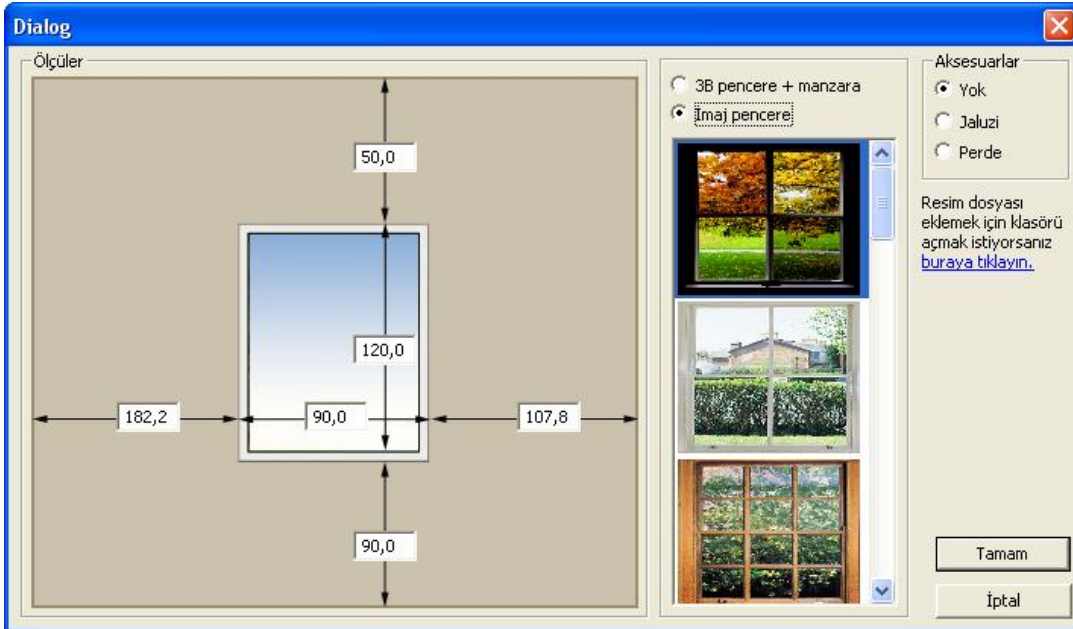 Dialog
Ölçüler
50,0
120,0
182,2
90,0
107,8
90,0
3B pencere + manzara
İmaj pencere
Aksesuarlar
Yok
Jaluzi
Perde
Resim dosyası
eklemek için klasörü
açmak istiyorsanız
buraya tıklayın.
Tamam
İptal